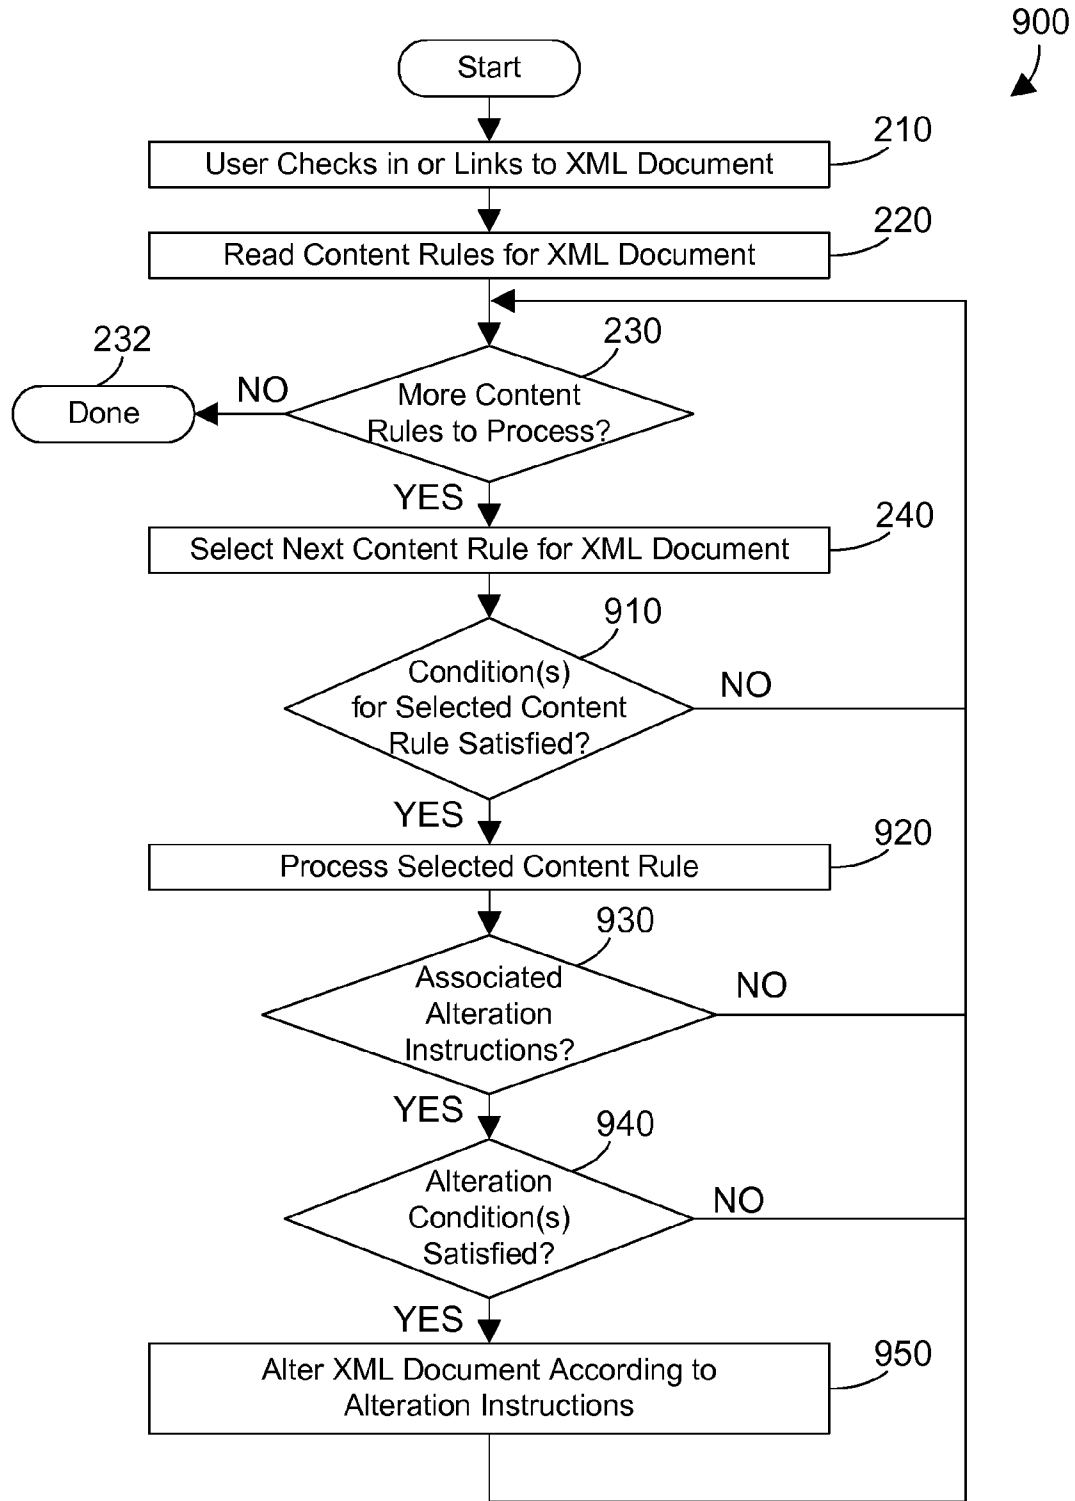 900
Start
210
User Checks in or Links to XML Document
220
Read Content Rules for XML Document
230
232
NO
More Content
Rules to Process?
Done
YES
240
Select Next Content Rule for XML Document
910
Condition(s)
for Selected Content
Rule Satisfied?
NO
YES
920
Process Selected Content Rule
930
Associated
Alteration
Instructions?
NO
YES
940
Alteration
Condition(s)
Satisfied?
NO
YES
950
Alter XML Document According to
Alteration Instructions